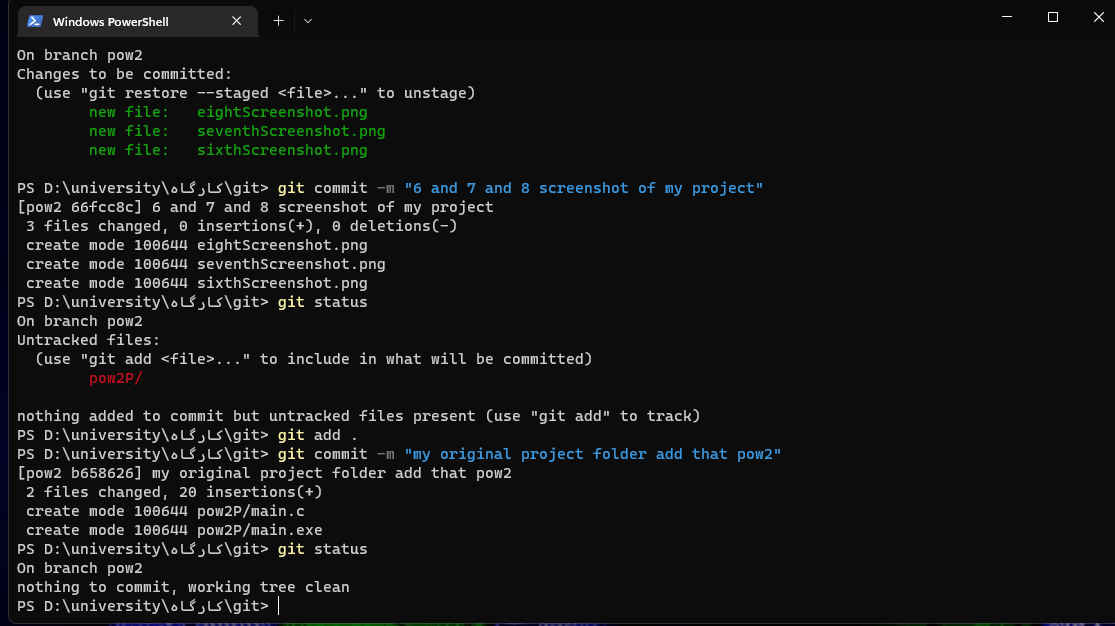 Windows PowerShell
On branch pow2
Changes to be committed:
  (use "git restore --staged <file>..." to unstage)
        new file:   eightScreenshot.png
        new file:   seventhScreenshot.png
        new file:   sixthScreenshot.png
PS D:\university\کارگاه\git> git commit -m "6 and 7 and 8 screenshot of my project"
[pow2 66fcc8c] 6 and 7 and 8 screenshot of my project
 3 files changed, 0 insertions(+), 0 deletions(-)
 create mode 100644 eightScreenshot.png
 create mode 100644 seventhScreenshot.png
 create mode 100644 sixthScreenshot.png
PS D:\university\کارگاه\git> git status
On branch pow2
Untracked files:
  (use "git add <file>..." to include in what will be committed)
        pow2P/
nothing added to commit but untracked files present (use "git add" to track)
PS D:\university\کارگاه\git> git add .
PS D:\university\کارگاه\git> git commit -m "my original project folder add that pow2"
[pow2 b658626] my original project folder add that pow2
 2 files changed, 20 insertions(+)
 create mode 100644 pow2P/main.c
 create mode 100644 pow2P/main.exe
PS D:\university\کارگاه\git> git status
On branch pow2
nothing to commit, working tree clean
PS D:\university\کارگاه\git>